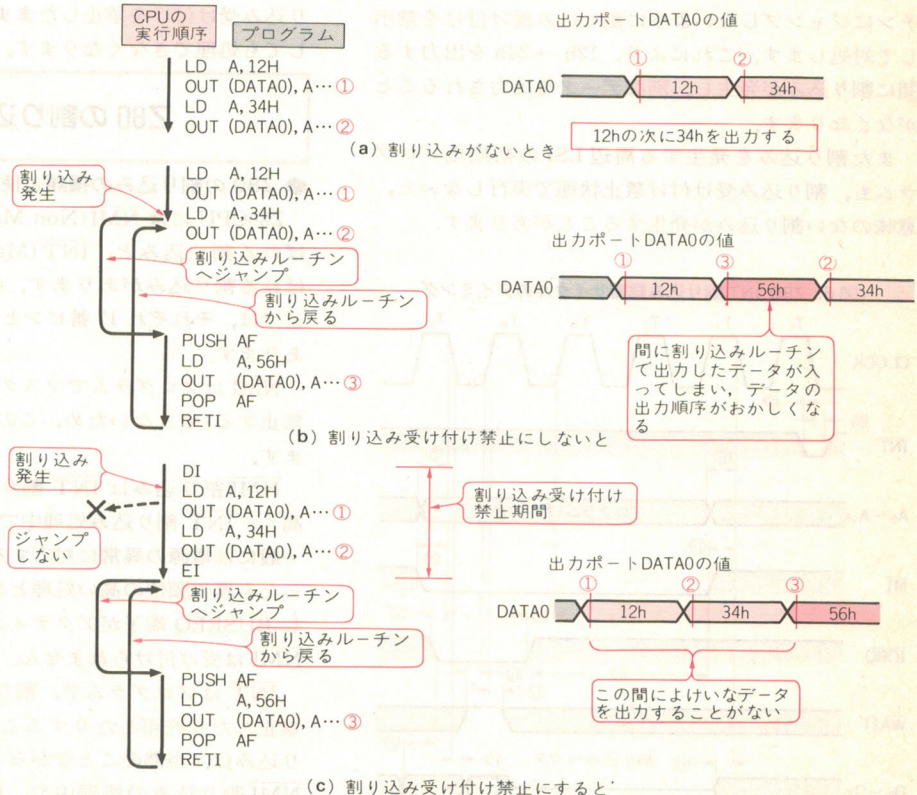 CPUの
実行順序
プログラム
LD A,12H
OUT (DATA0),A…①
LD A,34H
OUT (DATA0),A…②
出力ポートDATA0の値
① ②
DATA0 12h 34h
(a) 割り込みがないとき
12hの次に34hを出力する
割り込み
発生
LD A,12H
OUT (DATA0),A…①
LD A,34H
OUT (DATA0),A…②
割り込みルーチン
へジャンプ
割り込みルーチン
から戻る
PUSH AF
LD A,56H
OUT (DATA0),A…③
POP AF
RETI
出力ポートDATA0の値
① ③ ②
DATA0 12h 56h 34h
間に割り込みルーチン
で出力したデータが入
ってしまい,データの
出力順序がおかしくな
る
(b) 割り込み受け付け禁止にしないと
割り込み
発生
ジャンプ
しない
DI
LD A,12H
OUT (DATA0),A…①
LD A,34H
OUT (DATA0),A…②
EI
割り込み受け付け
禁止期間
割り込みルーチン
へジャンプ
割り込みルーチン
から戻る
PUSH AF
LD A,56H
OUT (DATA0),A…③
POP AF
RETI
出力ポートDATA0の値
① ② ③
DATA0 12h 34h 56h
この間によけいなデータ
を出力することがない
(c) 割り込み受け付け禁止にすると